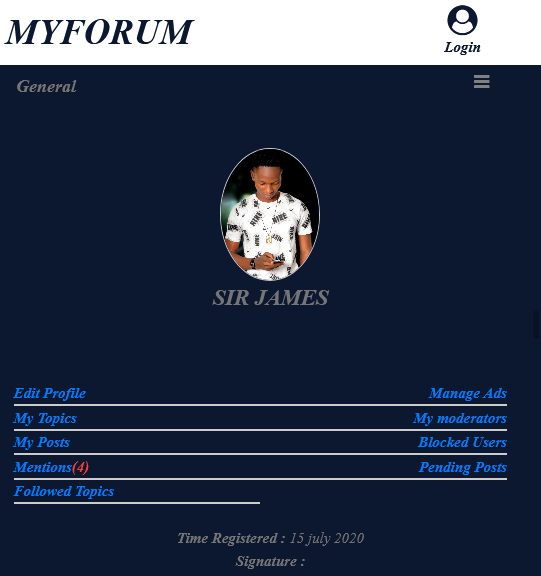 MYFORUM
Login
General
SIR JAMES
Edit Profile Manage Ads
My Topics My moderators
My Posts Blocked Users
Mentions(4) Pending Posts
Followed Topics
Time Registered : 15 july 2020
Signature :